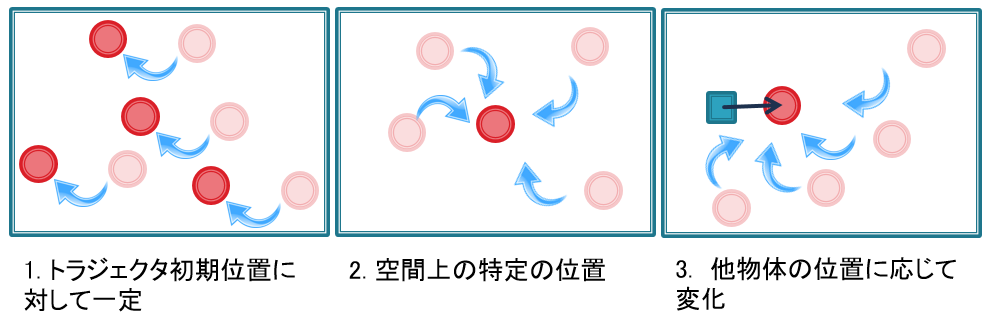 1. トラジェクタ初期位置に
対して一定
2. 空間上の特定の位置
3. 他物体の位置に応じて
変化